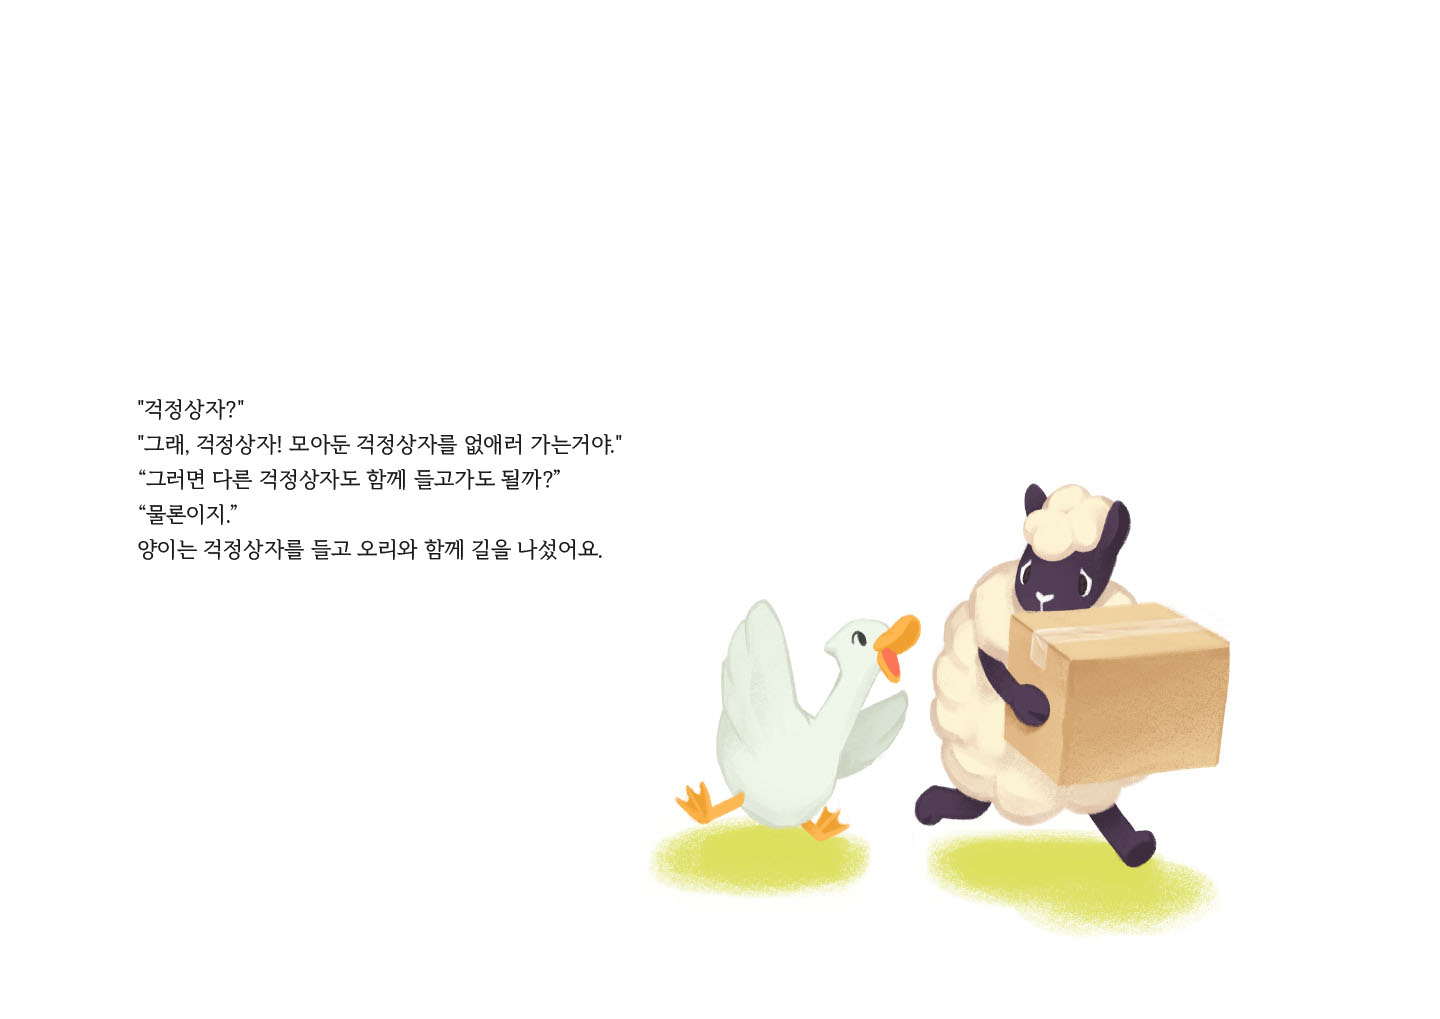 "걱정상자?"
"그래, 걱정상자! 모아둔 걱정상자를 없애러 가는거야."
“그러면 다른 걱정상자도 함께 들고가도 될까?”
“물론이지.”
양이는 걱정상자를 들고 오리와 함께 길을 나섰어요.